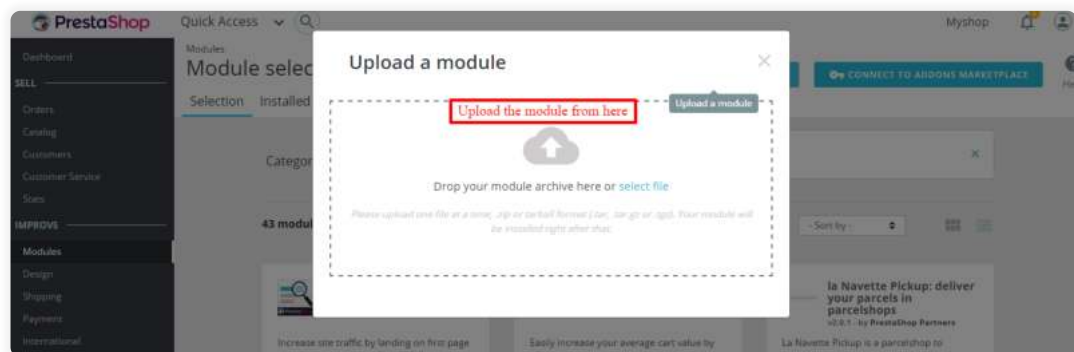 PrestaShop
Quick Access
Myshop
Dashboard
SELL
Orders
Catalog
Customers
Customer Service
Stats
IMPROVE
Modules
Design
Shipping
Payment
International
Modules
Module selec
CONNECT TO ADDONS MARKETPLACE
Selection Installed
Categor
43 modul
- Sort by -
Upload a module
Upload a module
Upload the module from here
Drop your module archive here or select file
Please upload one file at a time, .zip or tarball format (.tar, .tar.gz or .tgz). Your module will
be installed right after that.
Increase site traffic by landing on first page
Easily increase your average cart value by
la Navette Pickup: deliver
your parcels in
parcelshops
by PrestaShop Partners
La Navette Pickup is a parcelshop to